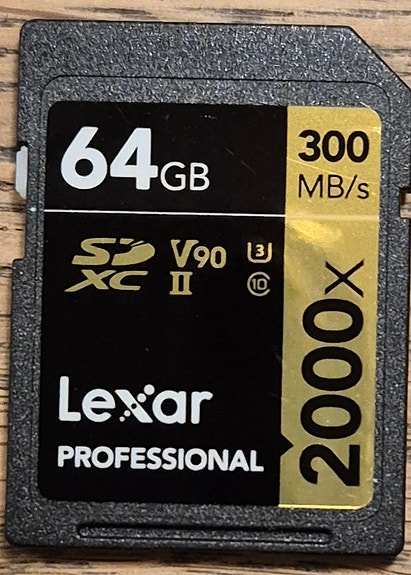 64GB
300
MB/s
SD
XC
V90
II
3
10
Lexar
PROFESSIONAL
2000x